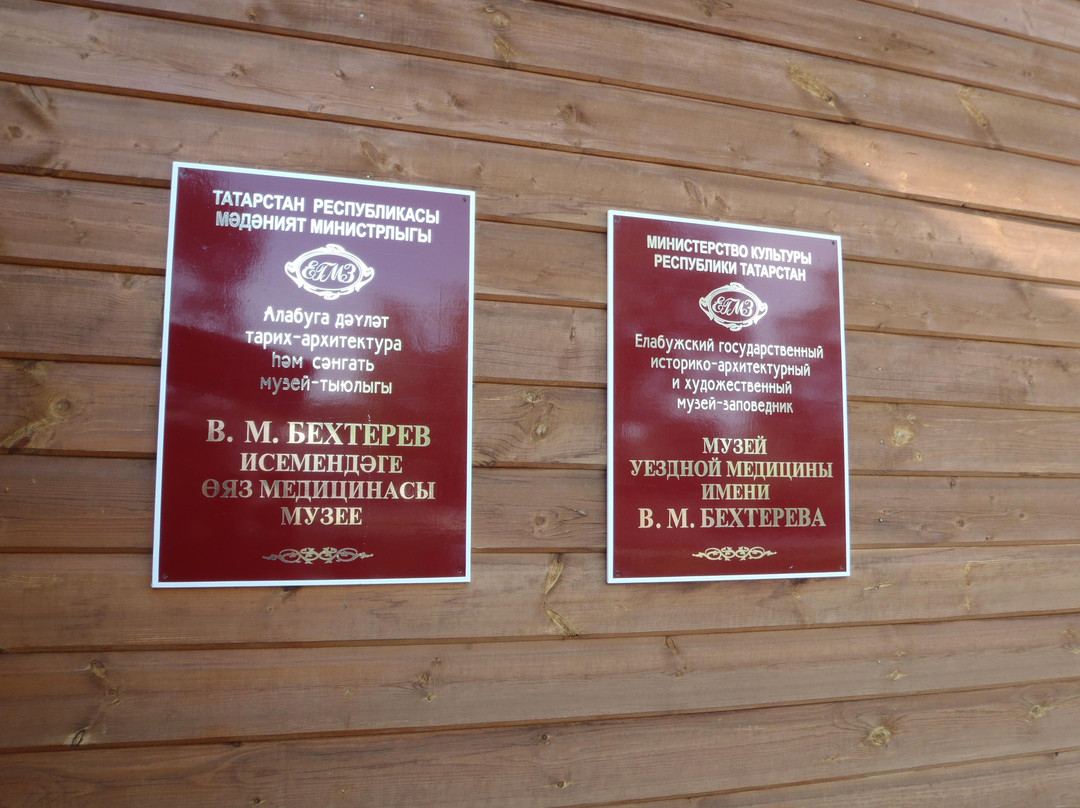 ТАТАРСТАН РЕСПУБЛИКАСЫ
МӘДӘНИЯТ МИНИСТРЛЫГЫ
ЕГМЗ
Алабуга дәүләт
тарих-архитектура
һәм сәнгать
музей-тыюлыгы
В. М. БЕХТЕРЕВ
ИСЕМЕНДӘГЕ
ӨЯЗ МЕДИЦИНАСЫ
МУЗЕЕ
МИНИСТЕРСТВО КУЛЬТУРЫ
РЕСПУБЛИКИ ТАТАРСТАН
ЕГМЗ
Елабужский государственный
историко-архитектурный
и художественный
музей-заповедник
МУЗЕЙ
УЕЗДНОЙ МЕДИЦИНЫ
ИМЕНИ
В. М. БЕХТЕРЕВА